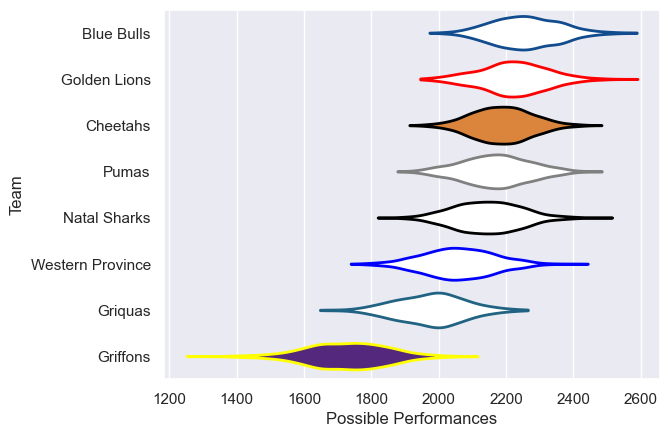 Blue Bulls
Golden Lions
Cheetahs
Pumas
Natal Sharks
Western Province
Griquas
Griffons
Team
1200 1400 1600 1800 2000 2200 2400 2600
Possible Performances